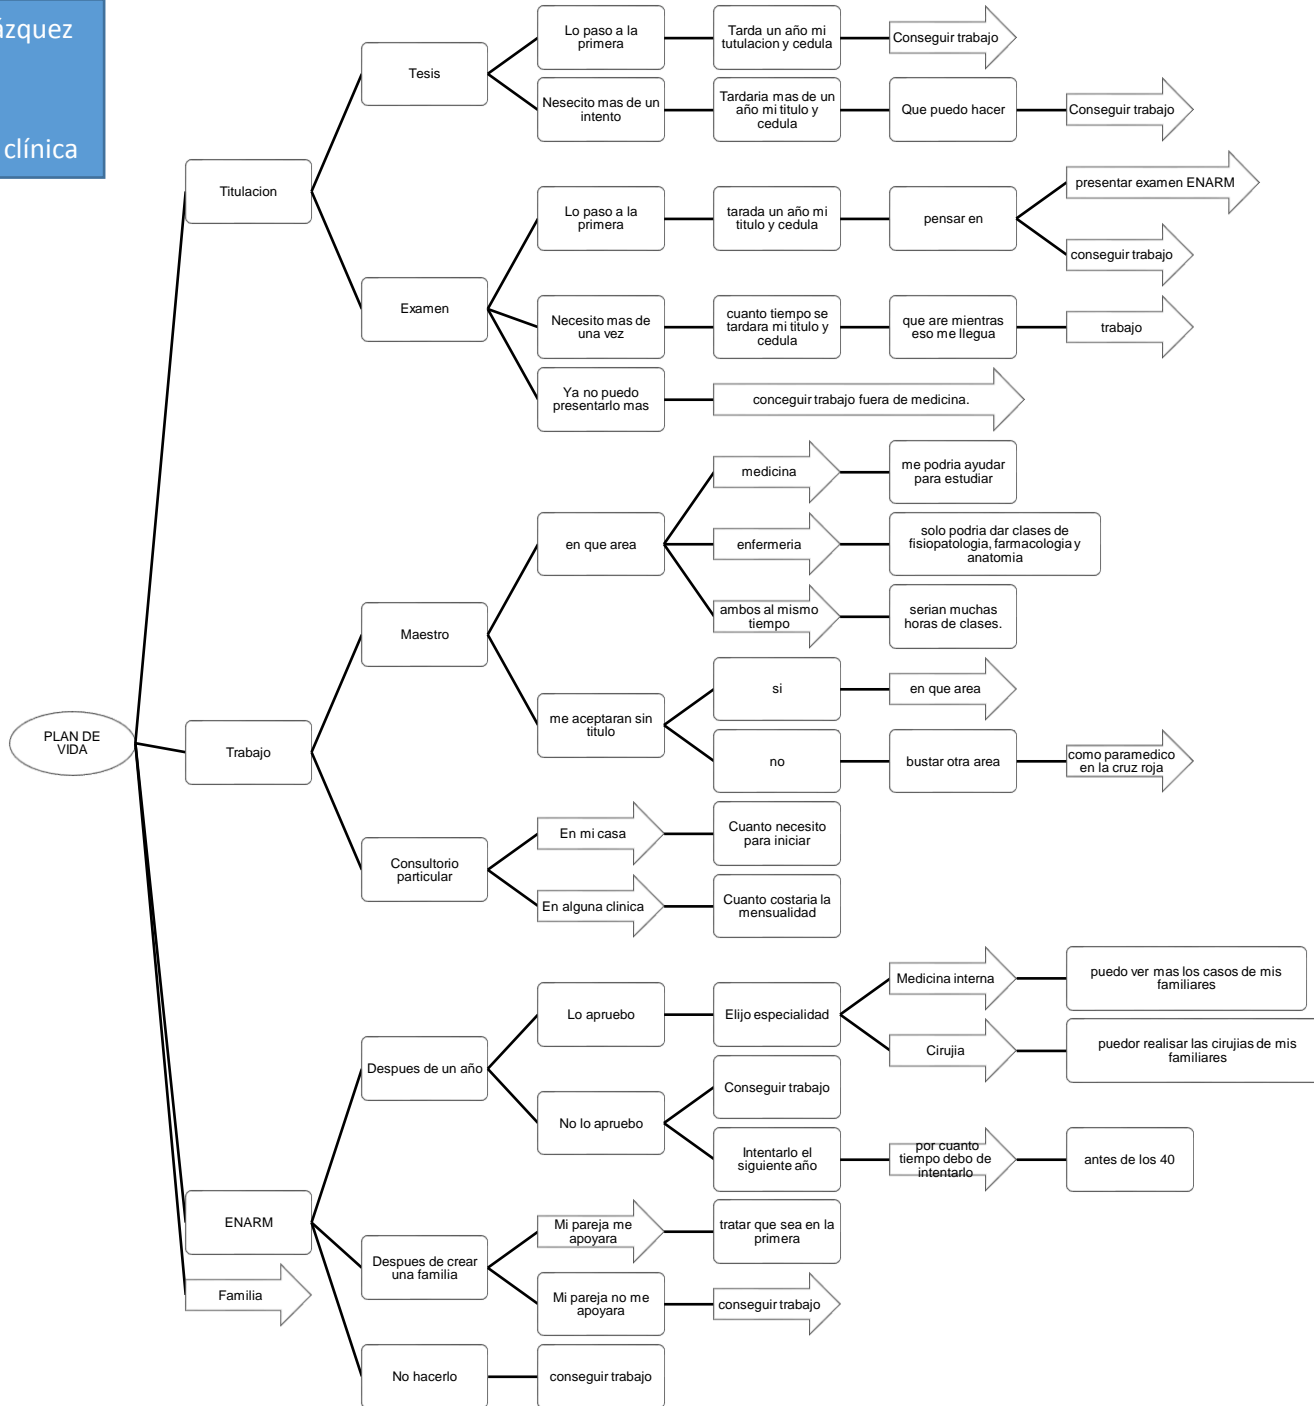 ázquez
clínica
PLAN DE
VIDA
Titulacion
Tesis
Lo paso a la
primera
Tarda un año mi
tutulacion y cedula
Conseguir trabajo
Nesecito mas de un
intento
Tardaria mas de un
año mi titulo y
cedula
Que puedo hacer
Conseguir trabajo
Examen
Lo paso a la
primera
tarada un año mi
titulo y cedula
pensar en
presentar examen ENARM
conseguir trabajo
Necesito mas de
una vez
cuanto tiempo se
tardara mi titulo y
cedula
que are mientras
eso me llegua
trabajo
Ya no puedo
presentarlo mas
conceguir trabajo fuera de medicina.
Trabajo
Maestro
en que area
medicina
me podria ayudar
para estudiar
enfermeria
solo podria dar clases de
fisiopatologia, farmacologia y
anatomia
ambos al mismo
tiempo
serian muchas
horas de clases.
me aceptaran sin
titulo
si
en que area
no
bustar otra area
como paramedico
en la cruz roja
Consultorio
particular
En mi casa
Cuanto necesito
para iniciar
En alguna clinica
Cuanto costaria la
mensualidad
ENARM
Despues de un año
Lo apruebo
Elijo especialidad
Medicina interna
puedo ver mas los casos de mis
familiares
Cirujia
puedor realisar las cirujias de mis
familiares
No lo apruebo
Conseguir trabajo
Intentarlo el
siguiente año
por cuanto
tiempo debo de
intentarlo
antes de los 40
Despues de crear
una familia
Mi pareja me
apoyara
tratar que sea en la
primera
Mi pareja no me
apoyara
conseguir trabajo
No hacerlo
conseguir trabajo
Familia